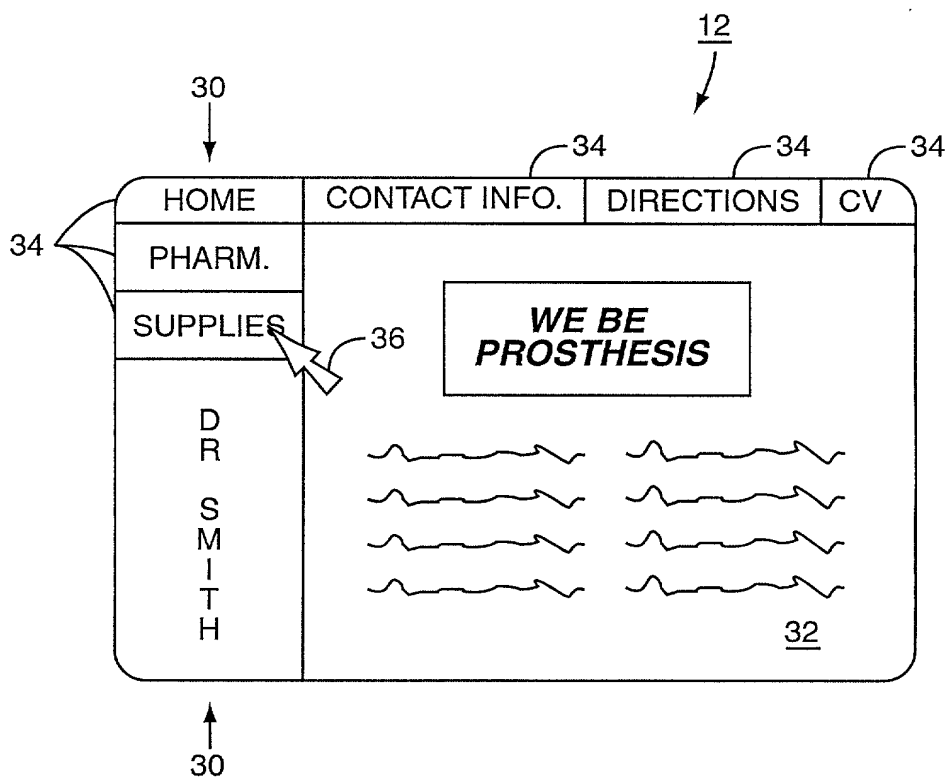 12
30
34 34 34
HOME CONTACT INFO. DIRECTIONS CV
34
PHARM.
SUPPLIES
36
WE BE
PROSTHESIS
D
R
S
M
I
T
H
32
30